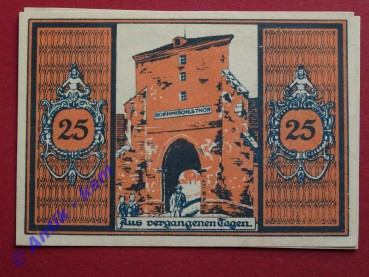 BOEHMISCHES THOR
25
25
Aus vergangenen Tagen.